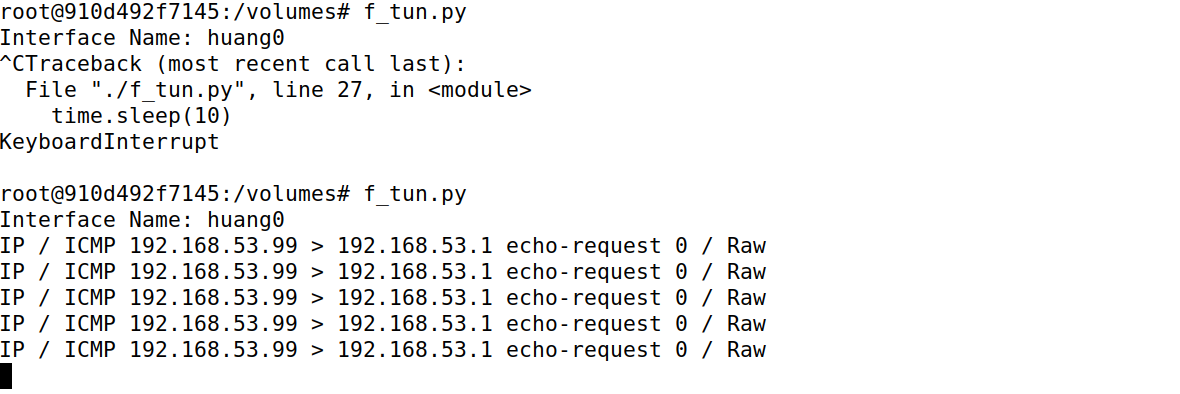 root@910d492f7145:/volumes# f_tun.py
Interface Name: huang0
^CTraceback (most recent call last):
  File "./f_tun.py", line 27, in <module>
    time.sleep(10)
KeyboardInterrupt

root@910d492f7145:/volumes# f_tun.py
Interface Name: huang0
IP / ICMP 192.168.53.99 > 192.168.53.1 echo-request 0 / Raw
IP / ICMP 192.168.53.99 > 192.168.53.1 echo-request 0 / Raw
IP / ICMP 192.168.53.99 > 192.168.53.1 echo-request 0 / Raw
IP / ICMP 192.168.53.99 > 192.168.53.1 echo-request 0 / Raw
IP / ICMP 192.168.53.99 > 192.168.53.1 echo-request 0 / Raw